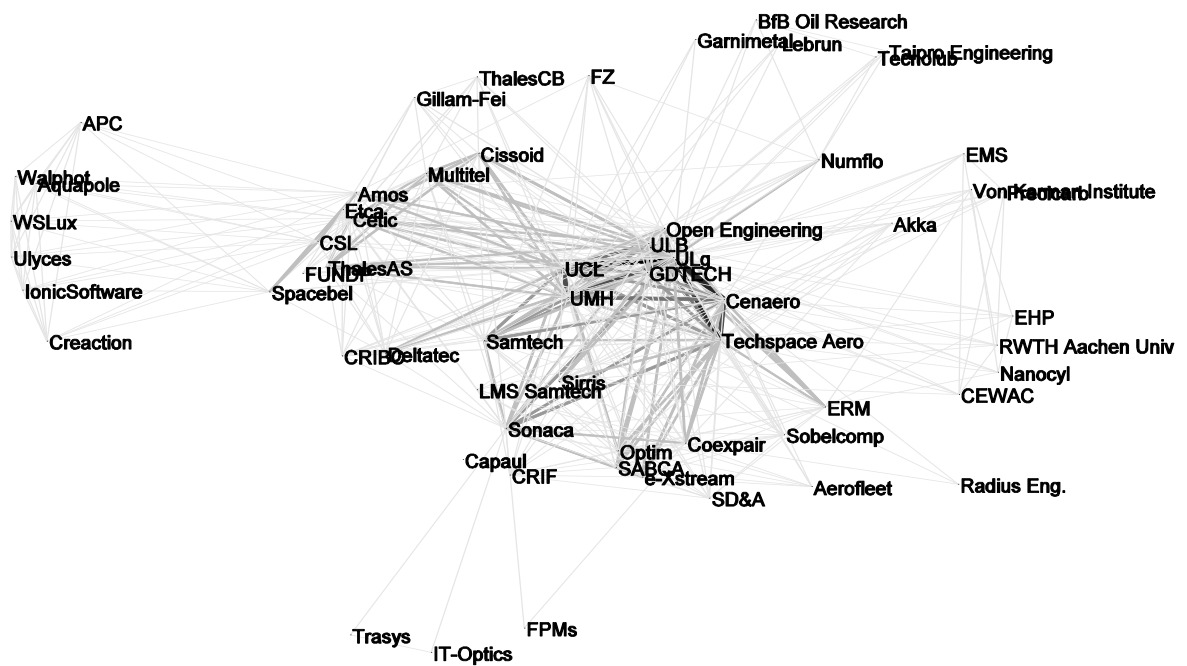 BfB Oil Research
Garnimetal
Lebrun
Taipro Engineering
Technolub
ThalesCB
FZ
Gillam-Fei
APC
Cissoid
EMS
Numflo
Multitel
Walphot
Aquapole
Amos
Von Karman Institute
Etca
Cetic
WSLux
Akka
Open Engineering
CSL
ULB
Ulyces
ULg
UCL
ThalesAS
FUNDP
GDTECH
IonicSoftware
Spacebel
UMH
Cenaero
EHP
Creaction
Samtech
Techspace Aero
RWTH Aachen Univ
CRIBC
Deltatec
Nanocyl
Sirris
LMS Samtech
CEWAC
ERM
Sonaca
Sobelcomp
Coexpair
Optim
Capaul
SABCA
CRIF
e-Xstream
Aerofleet
Radius Eng.
SD&A
FPMs
Trasys
IT-Optics